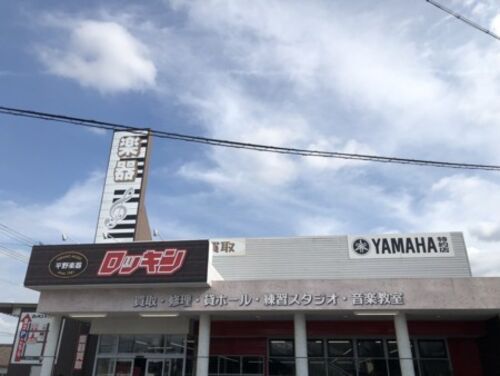 楽器
平野楽器
ロッキン
買取
YAMAHA 特約店
買取・修理・貸ホール・練習スタジオ・音楽教室